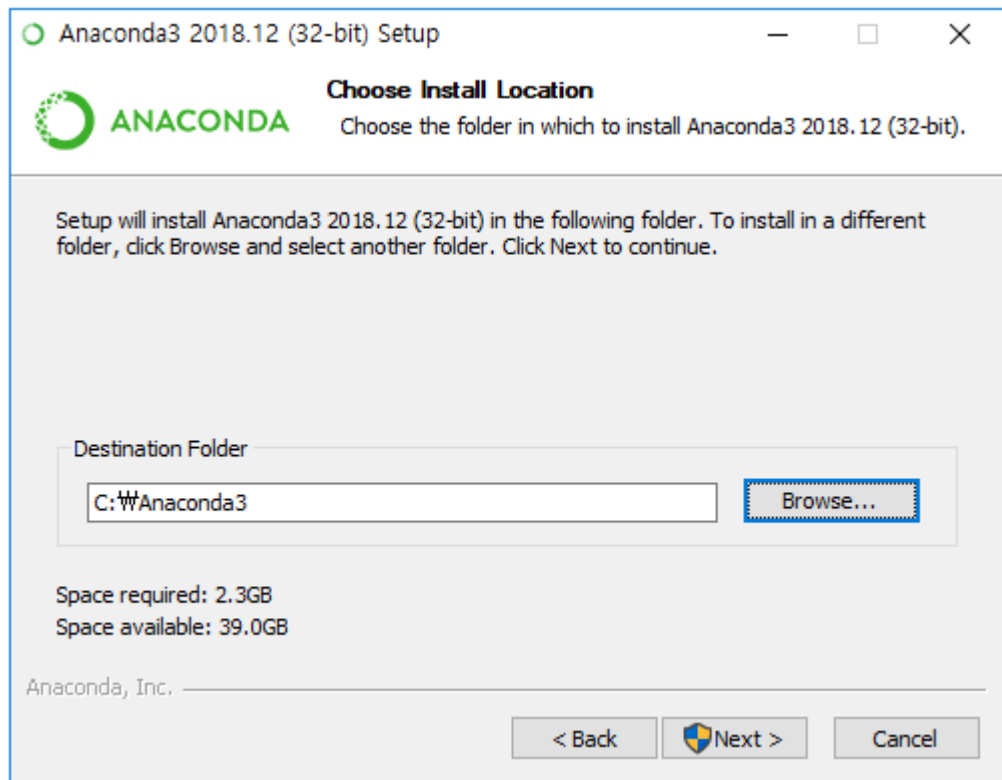 Anaconda3 2018.12 (32-bit) Setup
ANACONDA
Choose Install Location
Choose the folder in which to install Anaconda3 2018.12 (32-bit).
Setup will install Anaconda3 2018.12 (32-bit) in the following folder. To install in a different
folder, click Browse and select another folder. Click Next to continue.
Destination Folder
C:₩Anaconda3
Browse...
Space required: 2.3GB
Space available: 39.0GB
Anaconda, Inc.
< Back
Next >
Cancel